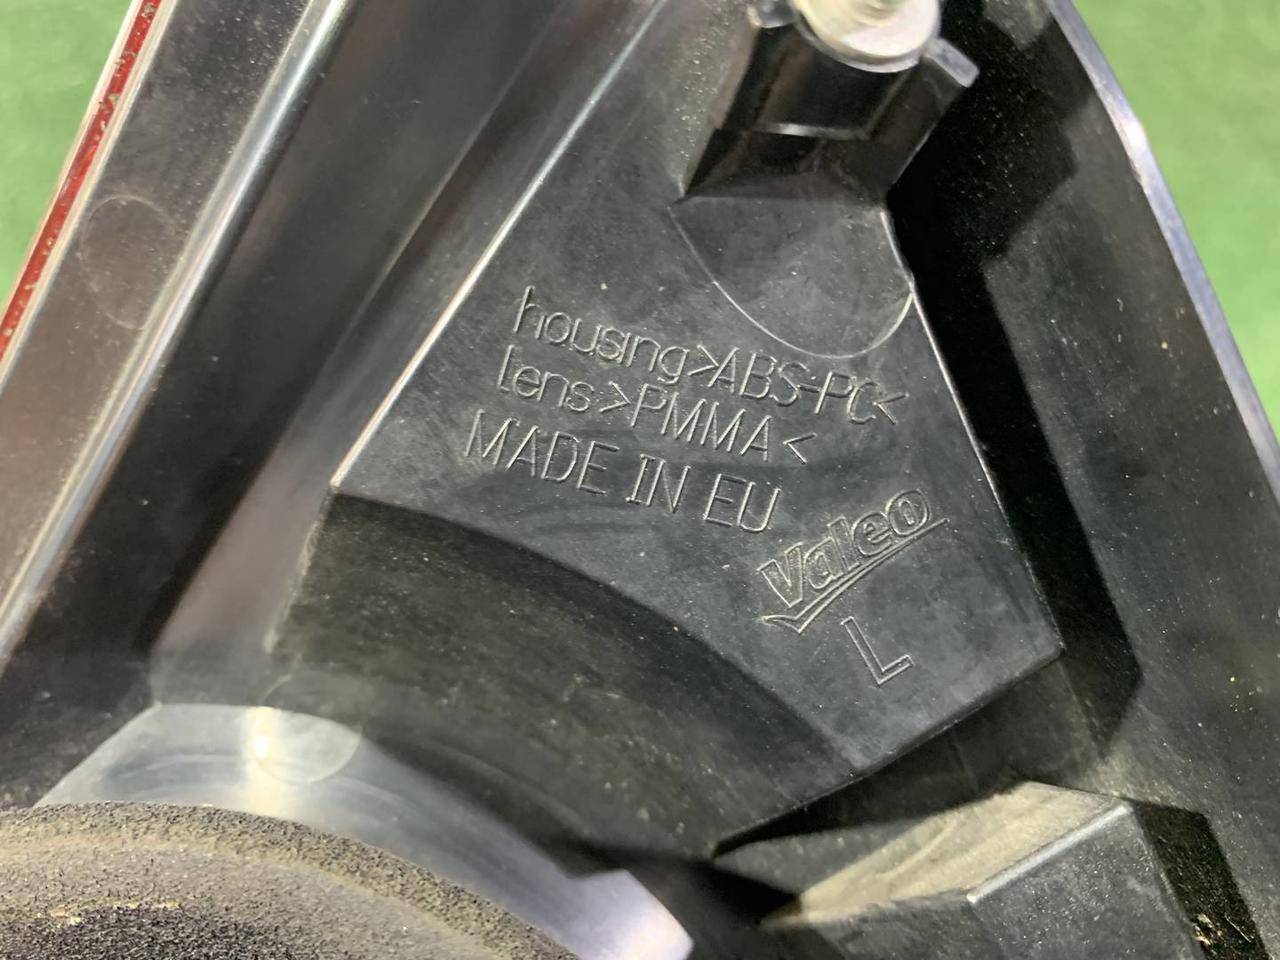 housing>ABS-PC<
lens>PMMA<
MADE IN EU
Valeo
L